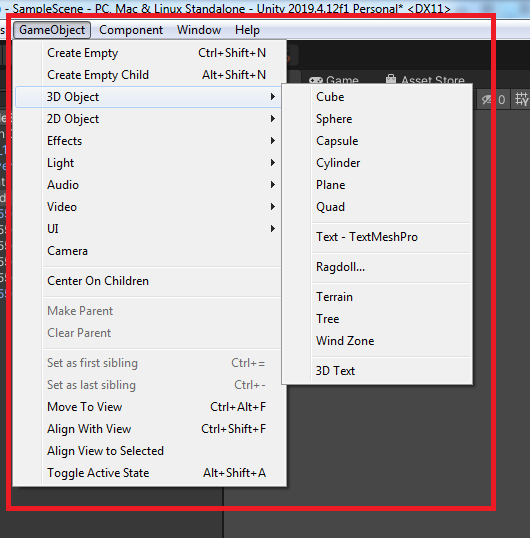 - SampleScene - PC, Mac & Linux Standalone - Unity 2019.4.12f1 Personal* <DX11>
GameObject Component Window Help
Game Asset Store
0
Create Empty Ctrl+Shift+N
Create Empty Child Alt+Shift+N
3D Object
2D Object
Effects
Light
Audio
Video
UI
Camera
Center On Children
Make Parent
Clear Parent
Set as first sibling Ctrl+=
Set as last sibling Ctrl+-
Move To View Ctrl+Alt+F
Align With View Ctrl+Shift+F
Align View to Selected
Toggle Active State Alt+Shift+A
Cube
Sphere
Capsule
Cylinder
Plane
Quad
Text - TextMeshPro
Ragdoll...
Terrain
Tree
Wind Zone
3D Text